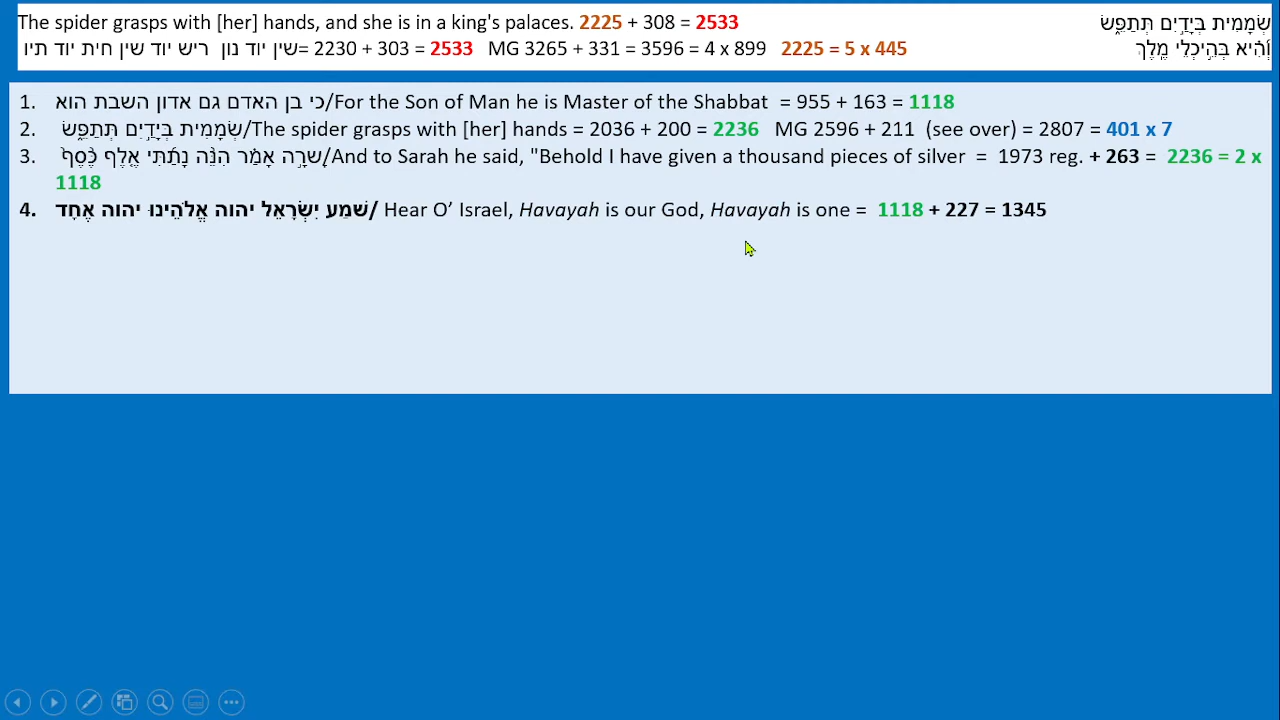 The spider grasps with [her] hands, and she is in a king's palaces. 2225 + 308 = 2533 שְׂמָמִית בְּיָדַ֣יִם תְּתַפֵּ֑שׂ
שין יוד נון ריש יוד שין חית יוד תיו= 2230 + 303 = 2533 MG 3265 + 331 = 3596 = 4 x 899 2225 = 5 x 445 וְ֝הִ֗יא בְּהֵ֣יכְלֵי מֶֽלֶךְ
1. כי בן האדם גם אדון השבת הוא/For the Son of Man he is Master of the Shabbat = 955 + 163 = 1118
2. שְׂמָמִית בְּיָדַ֣יִם תְּתַפֵּ֑שׂ/The spider grasps with [her] hands = 2036 + 200 = 2236 MG 2596 + 211 (see over) = 2807 = 401 x 7
3. שרָ֣ה אָמַ֗ר הִנֵּ֨ה נָתַ֜תִּי אֶ֤לֶף כֶּ֙סֶף֙/And to Sarah he said, "Behold I have given a thousand pieces of silver = 1973 reg. + 263 = 2236 = 2 x
1118
4. שׁמַע יִשְׂרָאֵל יהוה אֱלֹהֵינוּ יהוה אֶחָד/ Hear O’ Israel, Havayah is our God, Havayah is one = 1118 + 227 = 1345